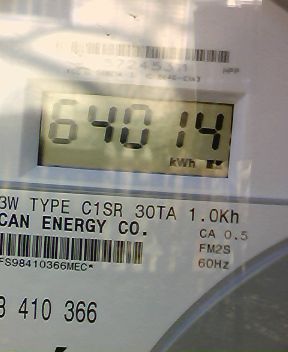 64014
kWh
3W TYPE C1SR 30TA 1.0Kh
CAN ENERGY CO.
CA 0.5
FM2S
FS98410366MEC*
60Hz
8 410 366